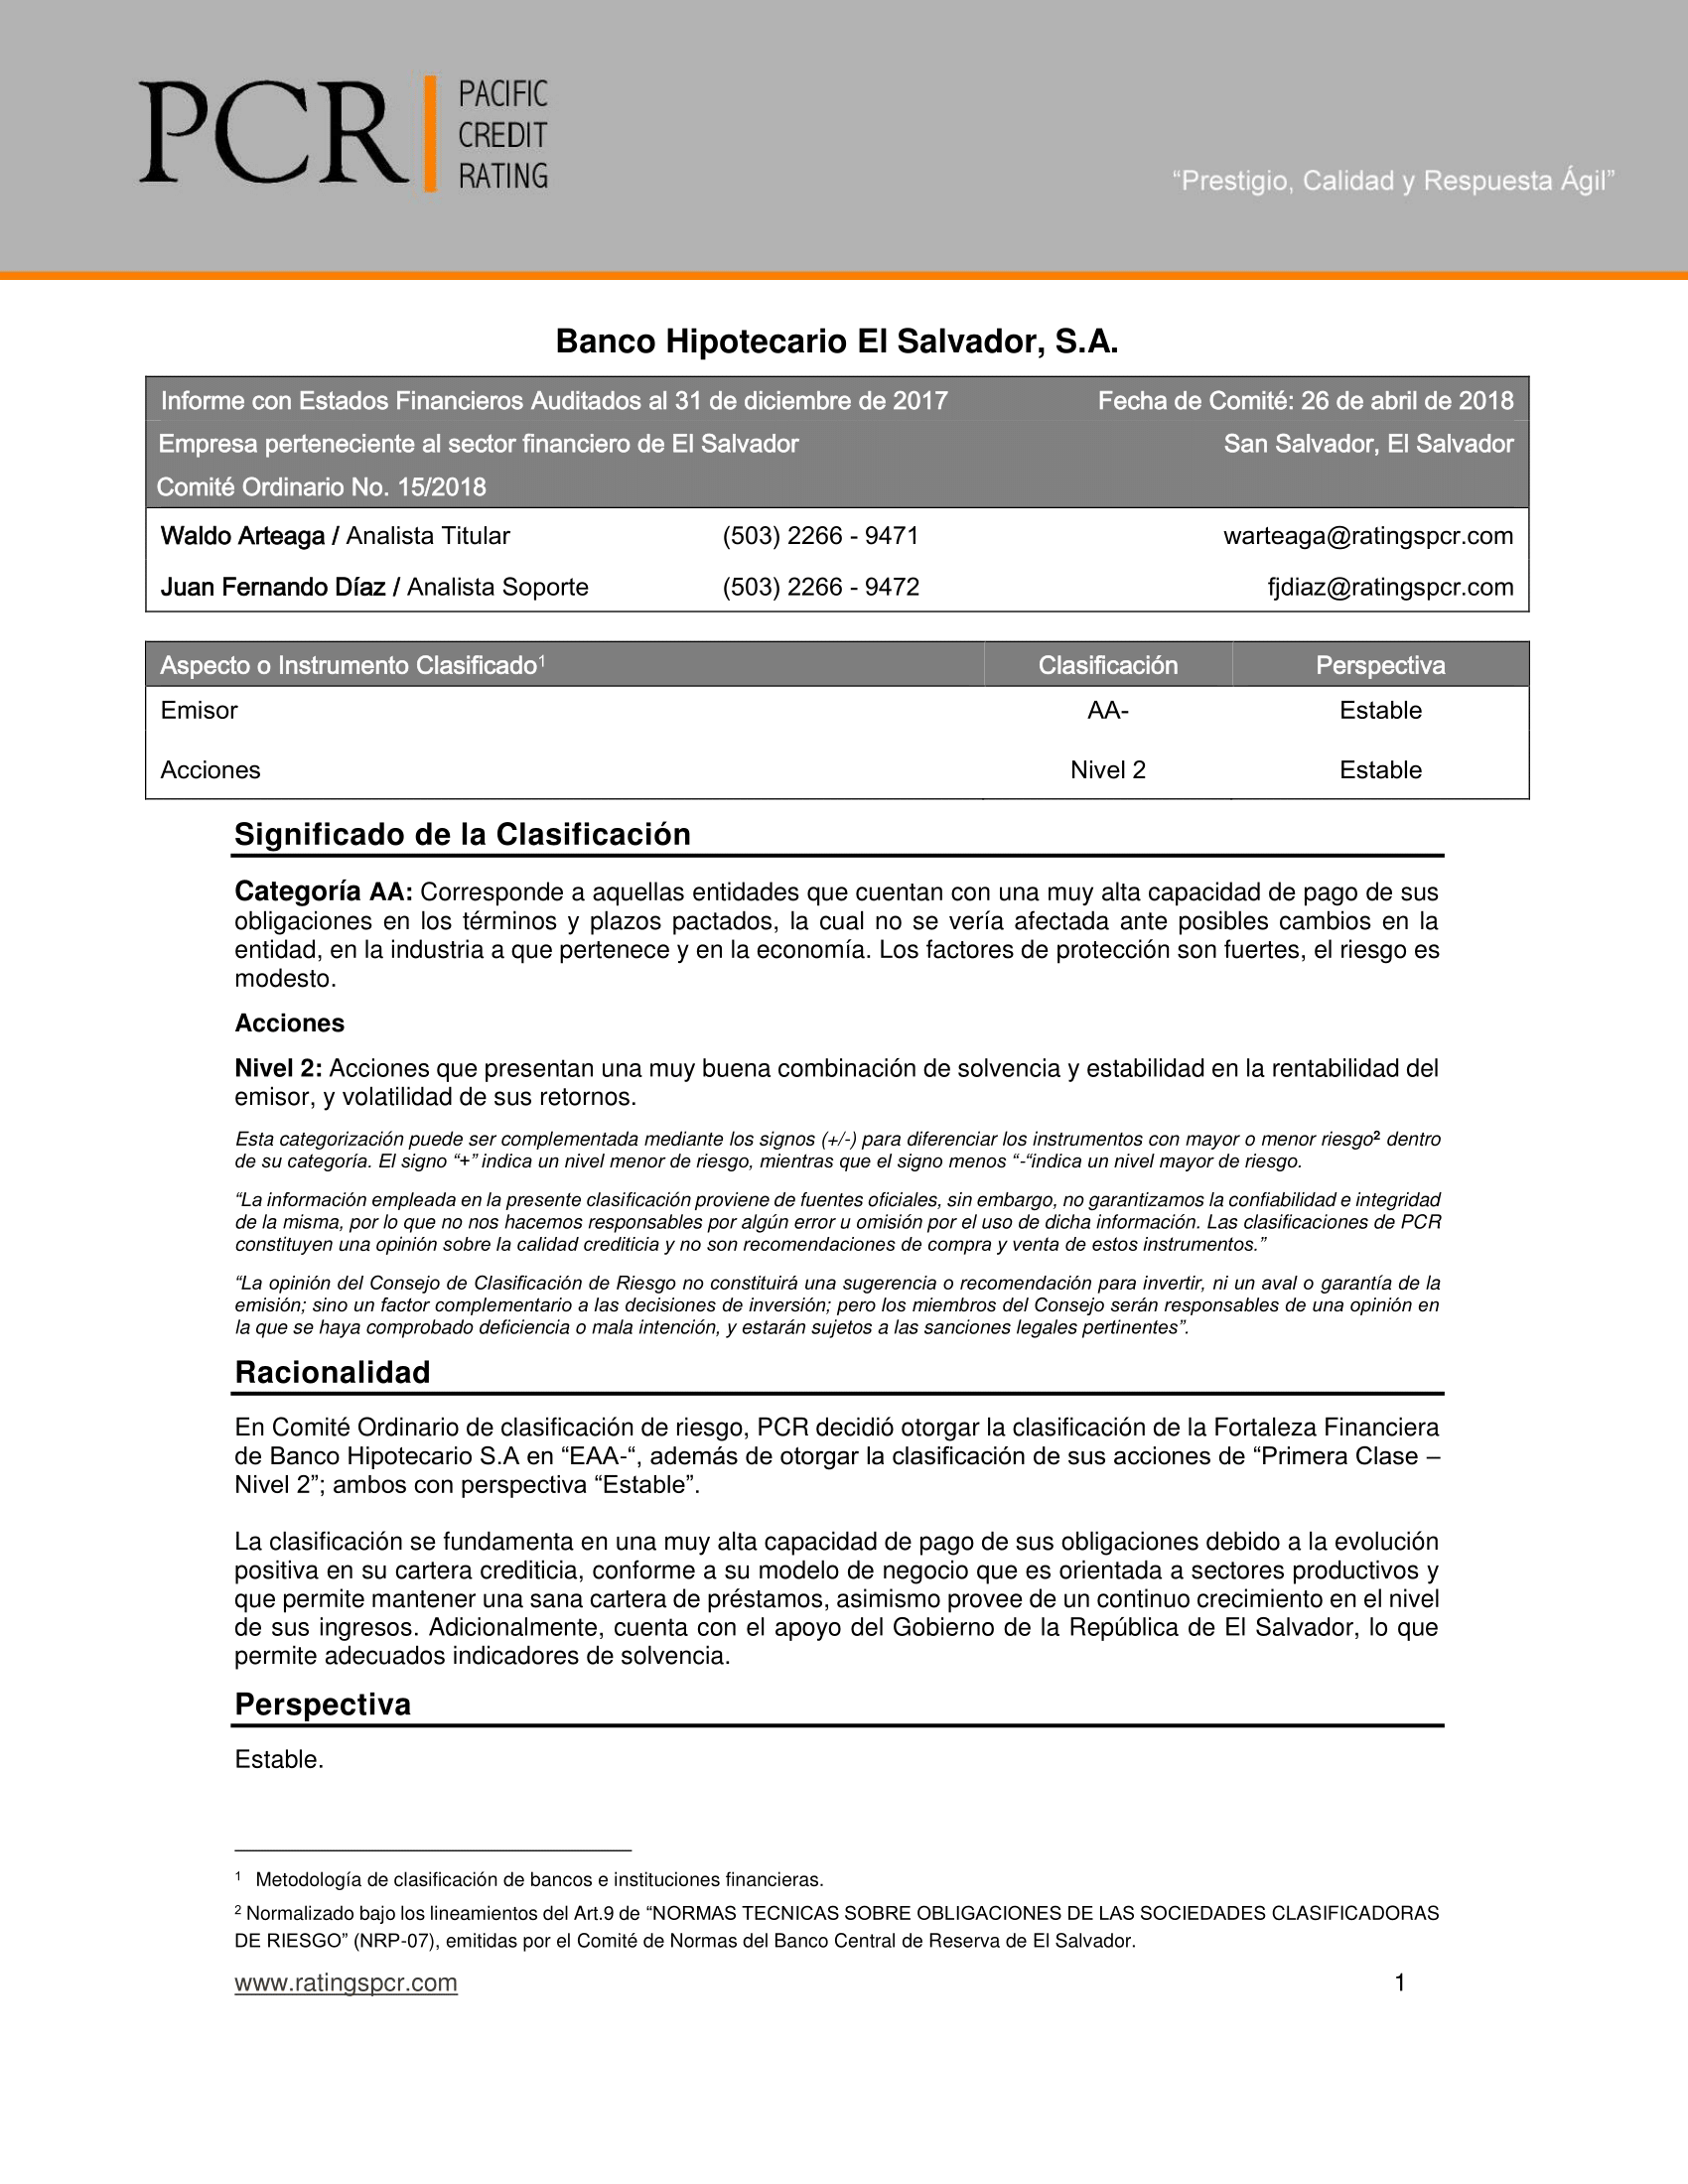 PCR
PACIFIC
CREDIT
RATING
“Prestigio, Calidad y Respuesta Ágil”
Banco Hipotecario El Salvador, S.A.
Informe con Estados Financieros Auditados al 31 de diciembre de 2017 Fecha de Comité: 26 de abril de 2018
Empresa perteneciente al sector financiero de El Salvador San Salvador, El Salvador
Comité Ordinario No. 15/2018
Waldo Arteaga / Analista Titular (503) 2266 - 9471 warteaga@ratingspcr.com
Juan Fernando Díaz / Analista Soporte (503) 2266 - 9472 fjdiaz@ratingspcr.com
Aspecto o Instrumento Clasificado1 Clasificación Perspectiva
Emisor AA- Estable
Acciones Nivel 2 Estable
Significado de la Clasificación
Categoría AA: Corresponde a aquellas entidades que cuentan con una muy alta capacidad de pago de sus
obligaciones en los términos y plazos pactados, la cual no se vería afectada ante posibles cambios en la
entidad, en la industria a que pertenece y en la economía. Los factores de protección son fuertes, el riesgo es
modesto.
Acciones
Nivel 2: Acciones que presentan una muy buena combinación de solvencia y estabilidad en la rentabilidad del
emisor, y volatilidad de sus retornos.
Esta categorización puede ser complementada mediante los signos (+/-) para diferenciar los instrumentos con mayor o menor riesgo2 dentro
de su categoría. El signo “+” indica un nivel menor de riesgo, mientras que el signo menos “-“indica un nivel mayor de riesgo.
“La información empleada en la presente clasificación proviene de fuentes oficiales, sin embargo, no garantizamos la confiabilidad e integridad
de la misma, por lo que no nos hacemos responsables por algún error u omisión por el uso de dicha información. Las clasificaciones de PCR
constituyen una opinión sobre la calidad crediticia y no son recomendaciones de compra y venta de estos instrumentos.”
“La opinión del Consejo de Clasificación de Riesgo no constituirá una sugerencia o recomendación para invertir, ni un aval o garantía de la
emisión; sino un factor complementario a las decisiones de inversión; pero los miembros del Consejo serán responsables de una opinión en
la que se haya comprobado deficiencia o mala intención, y estarán sujetos a las sanciones legales pertinentes”.
Racionalidad
En Comité Ordinario de clasificación de riesgo, PCR decidió otorgar la clasificación de la Fortaleza Financiera
de Banco Hipotecario S.A en “EAA-“, además de otorgar la clasificación de sus acciones de “Primera Clase –
Nivel 2”; ambos con perspectiva “Estable”.
La clasificación se fundamenta en una muy alta capacidad de pago de sus obligaciones debido a la evolución
positiva en su cartera crediticia, conforme a su modelo de negocio que es orientada a sectores productivos y
que permite mantener una sana cartera de préstamos, asimismo provee de un continuo crecimiento en el nivel
de sus ingresos. Adicionalmente, cuenta con el apoyo del Gobierno de la República de El Salvador, lo que
permite adecuados indicadores de solvencia.
Perspectiva
Estable.
1 Metodología de clasificación de bancos e instituciones financieras.
2 Normalizado bajo los lineamientos del Art.9 de “NORMAS TECNICAS SOBRE OBLIGACIONES DE LAS SOCIEDADES CLASIFICADORAS
DE RIESGO” (NRP-07), emitidas por el Comité de Normas del Banco Central de Reserva de El Salvador.
www.ratingspcr.com 1